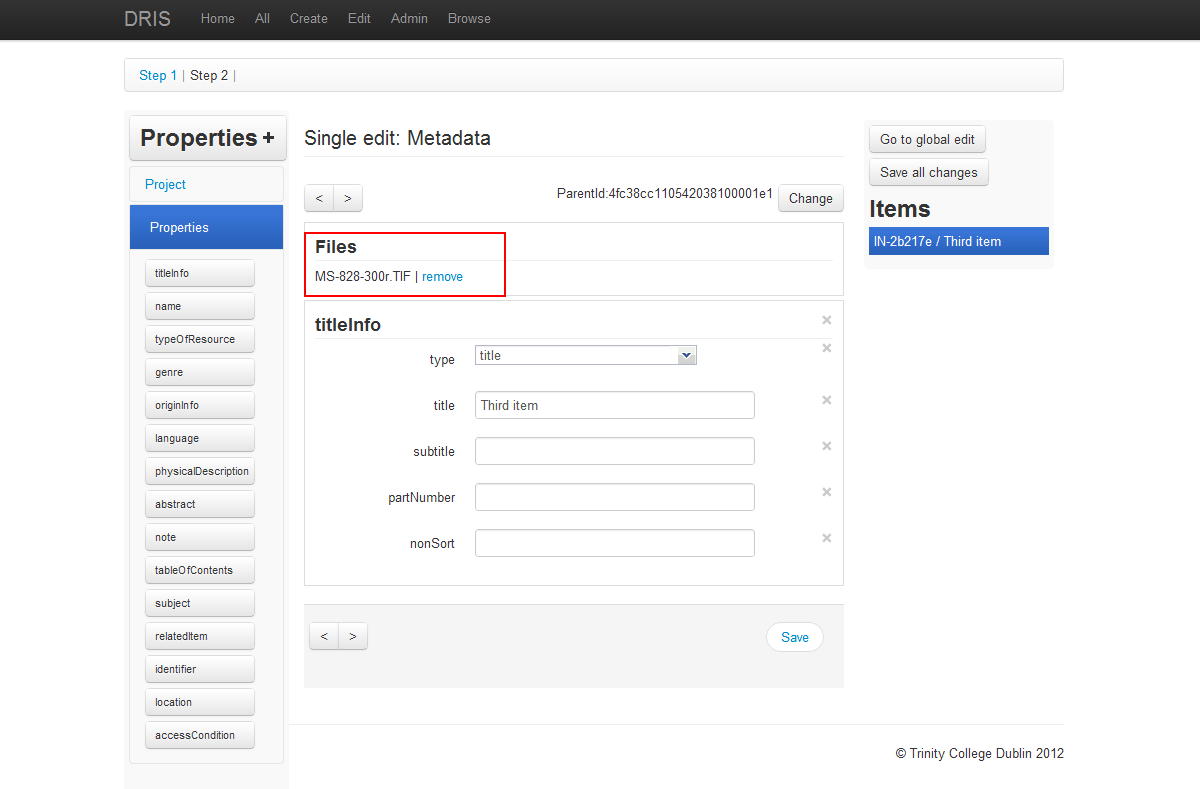 DRIS Home All Create Edit Admin Browse
Step 1 | Step 2 |
Properties +
Project
Properties
titleInfo
name
typeOfResource
genre
originInfo
language
physicalDescription
abstract
note
tableOfContents
subject
relatedItem
identifier
location
accessCondition
Single edit: Metadata
< > ParentId:4fc38cc110542038100001e1 Change
Files
MS-828-300r.TIF | remove
titleInfo ×
type title ×
title Third item ×
subtitle ×
partNumber ×
nonSort ×
< > Save
Go to global edit
Save all changes
Items
IN-2b217e / Third item
© Trinity College Dublin 2012